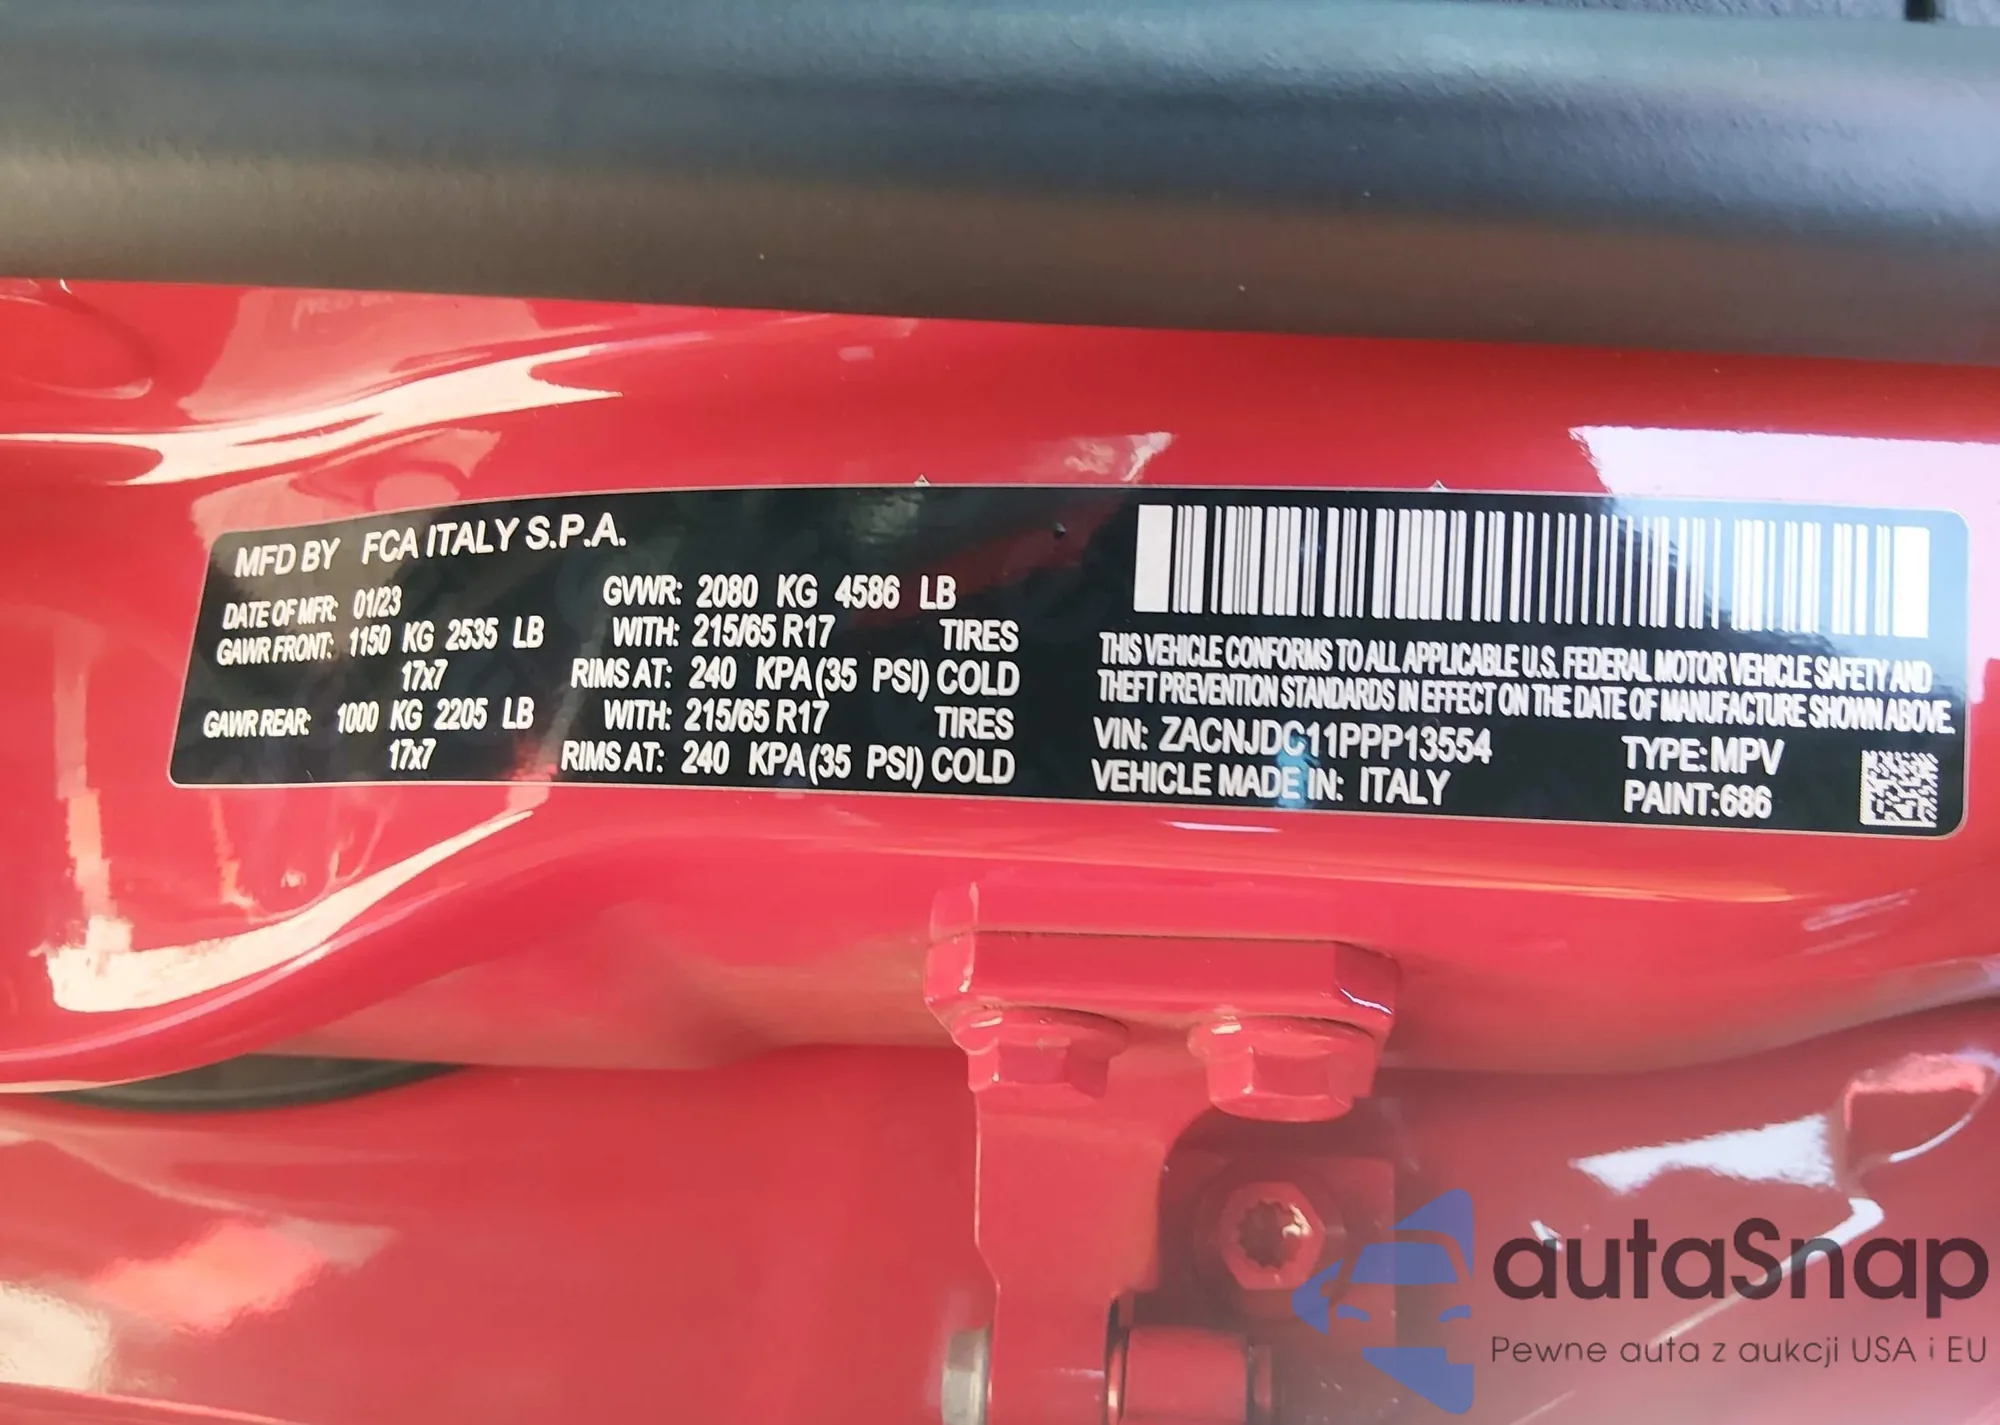 MFD BY FCA ITALY S.P.A.
DATE OF MFR: 01/23 GVWR: 2080 KG 4586 LB
GAWR FRONT: 1150 KG 2535 LB WITH: 215/65 R17 TIRES
17x7 RIMS AT: 240 KPA (35 PSI) COLD
GAWR REAR: 1000 KG 2205 LB WITH: 215/65 R17 TIRES
17x7 RIMS AT: 240 KPA (35 PSI) COLD
THIS VEHICLE CONFORMS TO ALL APPLICABLE U.S. FEDERAL MOTOR VEHICLE SAFETY AND
THEFT PREVENTION STANDARDS IN EFFECT ON THE DATE OF MANUFACTURE SHOWN ABOVE.
VIN: ZACNJDC11PPP13554 TYPE: MPV
VEHICLE MADE IN: ITALY PAINT:686
autaSnap
Pewne auta z aukcji USA i EU